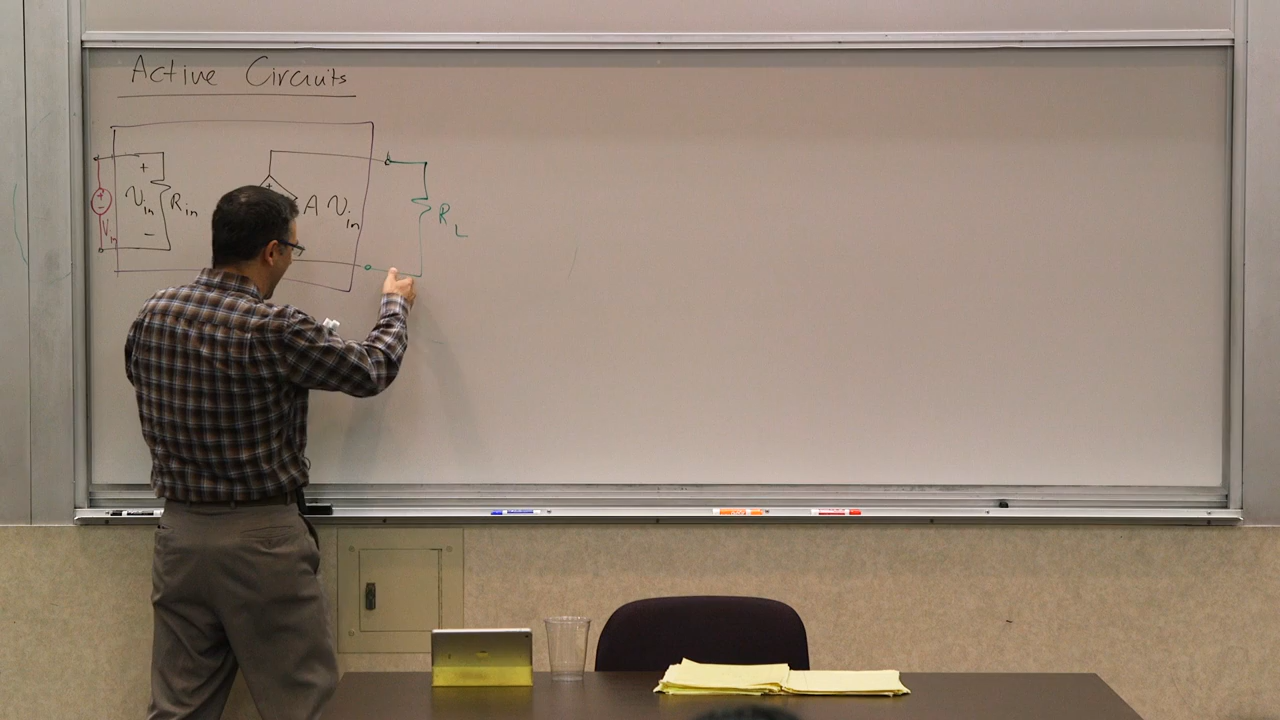 Active Circuits
+
+
+
-
V_in
R_in
A V_in
-
V_in
R_L